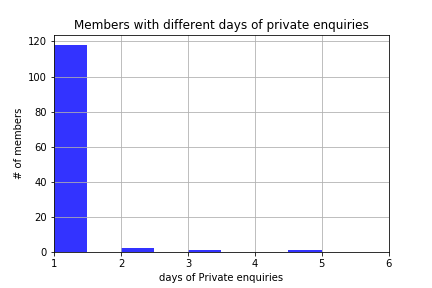 Members with different days of private enquiries
120
100
80
60
40
20
0
# of members
1 2 3 4 5 6
days of Private enquiries